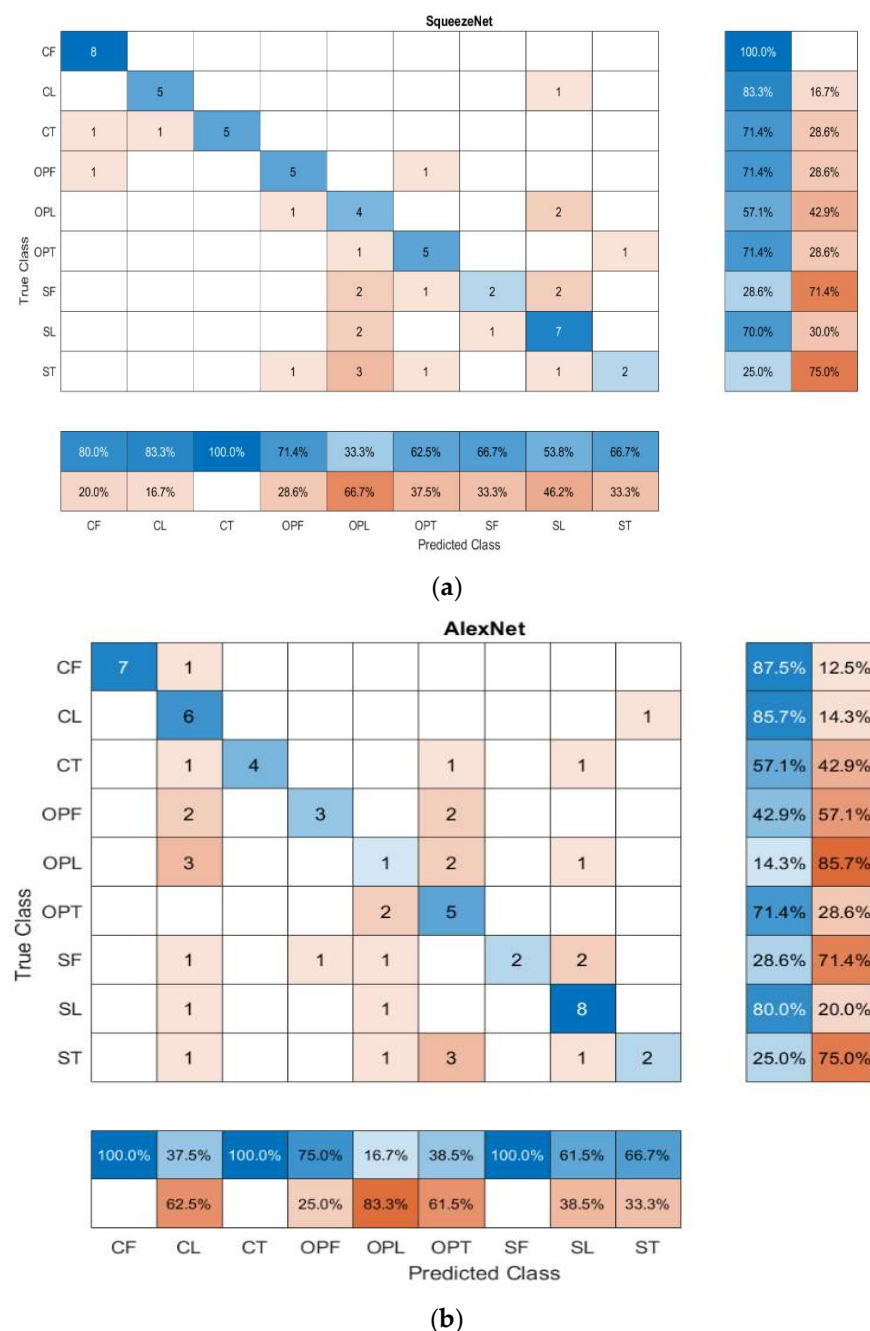 SqueezeNet
CF 8 100.0%
CL 5 1 83.3% 16.7%
CT 1 1 5 71.4% 28.6%
OPF 1 5 1 71.4% 28.6%
OPL 1 4 2 57.1% 42.9%
OPT 1 5 1 71.4% 28.6%
SF 2 1 2 2 28.6% 71.4%
SL 2 1 7 70.0% 30.0%
ST 1 3 1 1 2 25.0% 75.0%
True Class
80.0% 83.3% 100.0% 71.4% 33.3% 62.5% 66.7% 53.8% 66.7%
20.0% 16.7% 28.6% 66.7% 37.5% 33.3% 46.2% 33.3%
CF CL CT OPF OPL OPT SF SL ST
Predicted Class
(a)
AlexNet
CF 7 1 87.5% 12.5%
CL 6 1 85.7% 14.3%
CT 1 4 1 1 57.1% 42.9%
OPF 2 3 2 42.9% 57.1%
OPL 3 1 2 1 14.3% 85.7%
OPT 2 5 71.4% 28.6%
SF 1 1 1 2 2 28.6% 71.4%
SL 1 1 8 80.0% 20.0%
ST 1 1 3 1 2 25.0% 75.0%
True Class
100.0% 37.5% 100.0% 75.0% 16.7% 38.5% 100.0% 61.5% 66.7%
62.5% 25.0% 83.3% 61.5% 38.5% 33.3%
CF CL CT OPF OPL OPT SF SL ST
Predicted Class
(b)